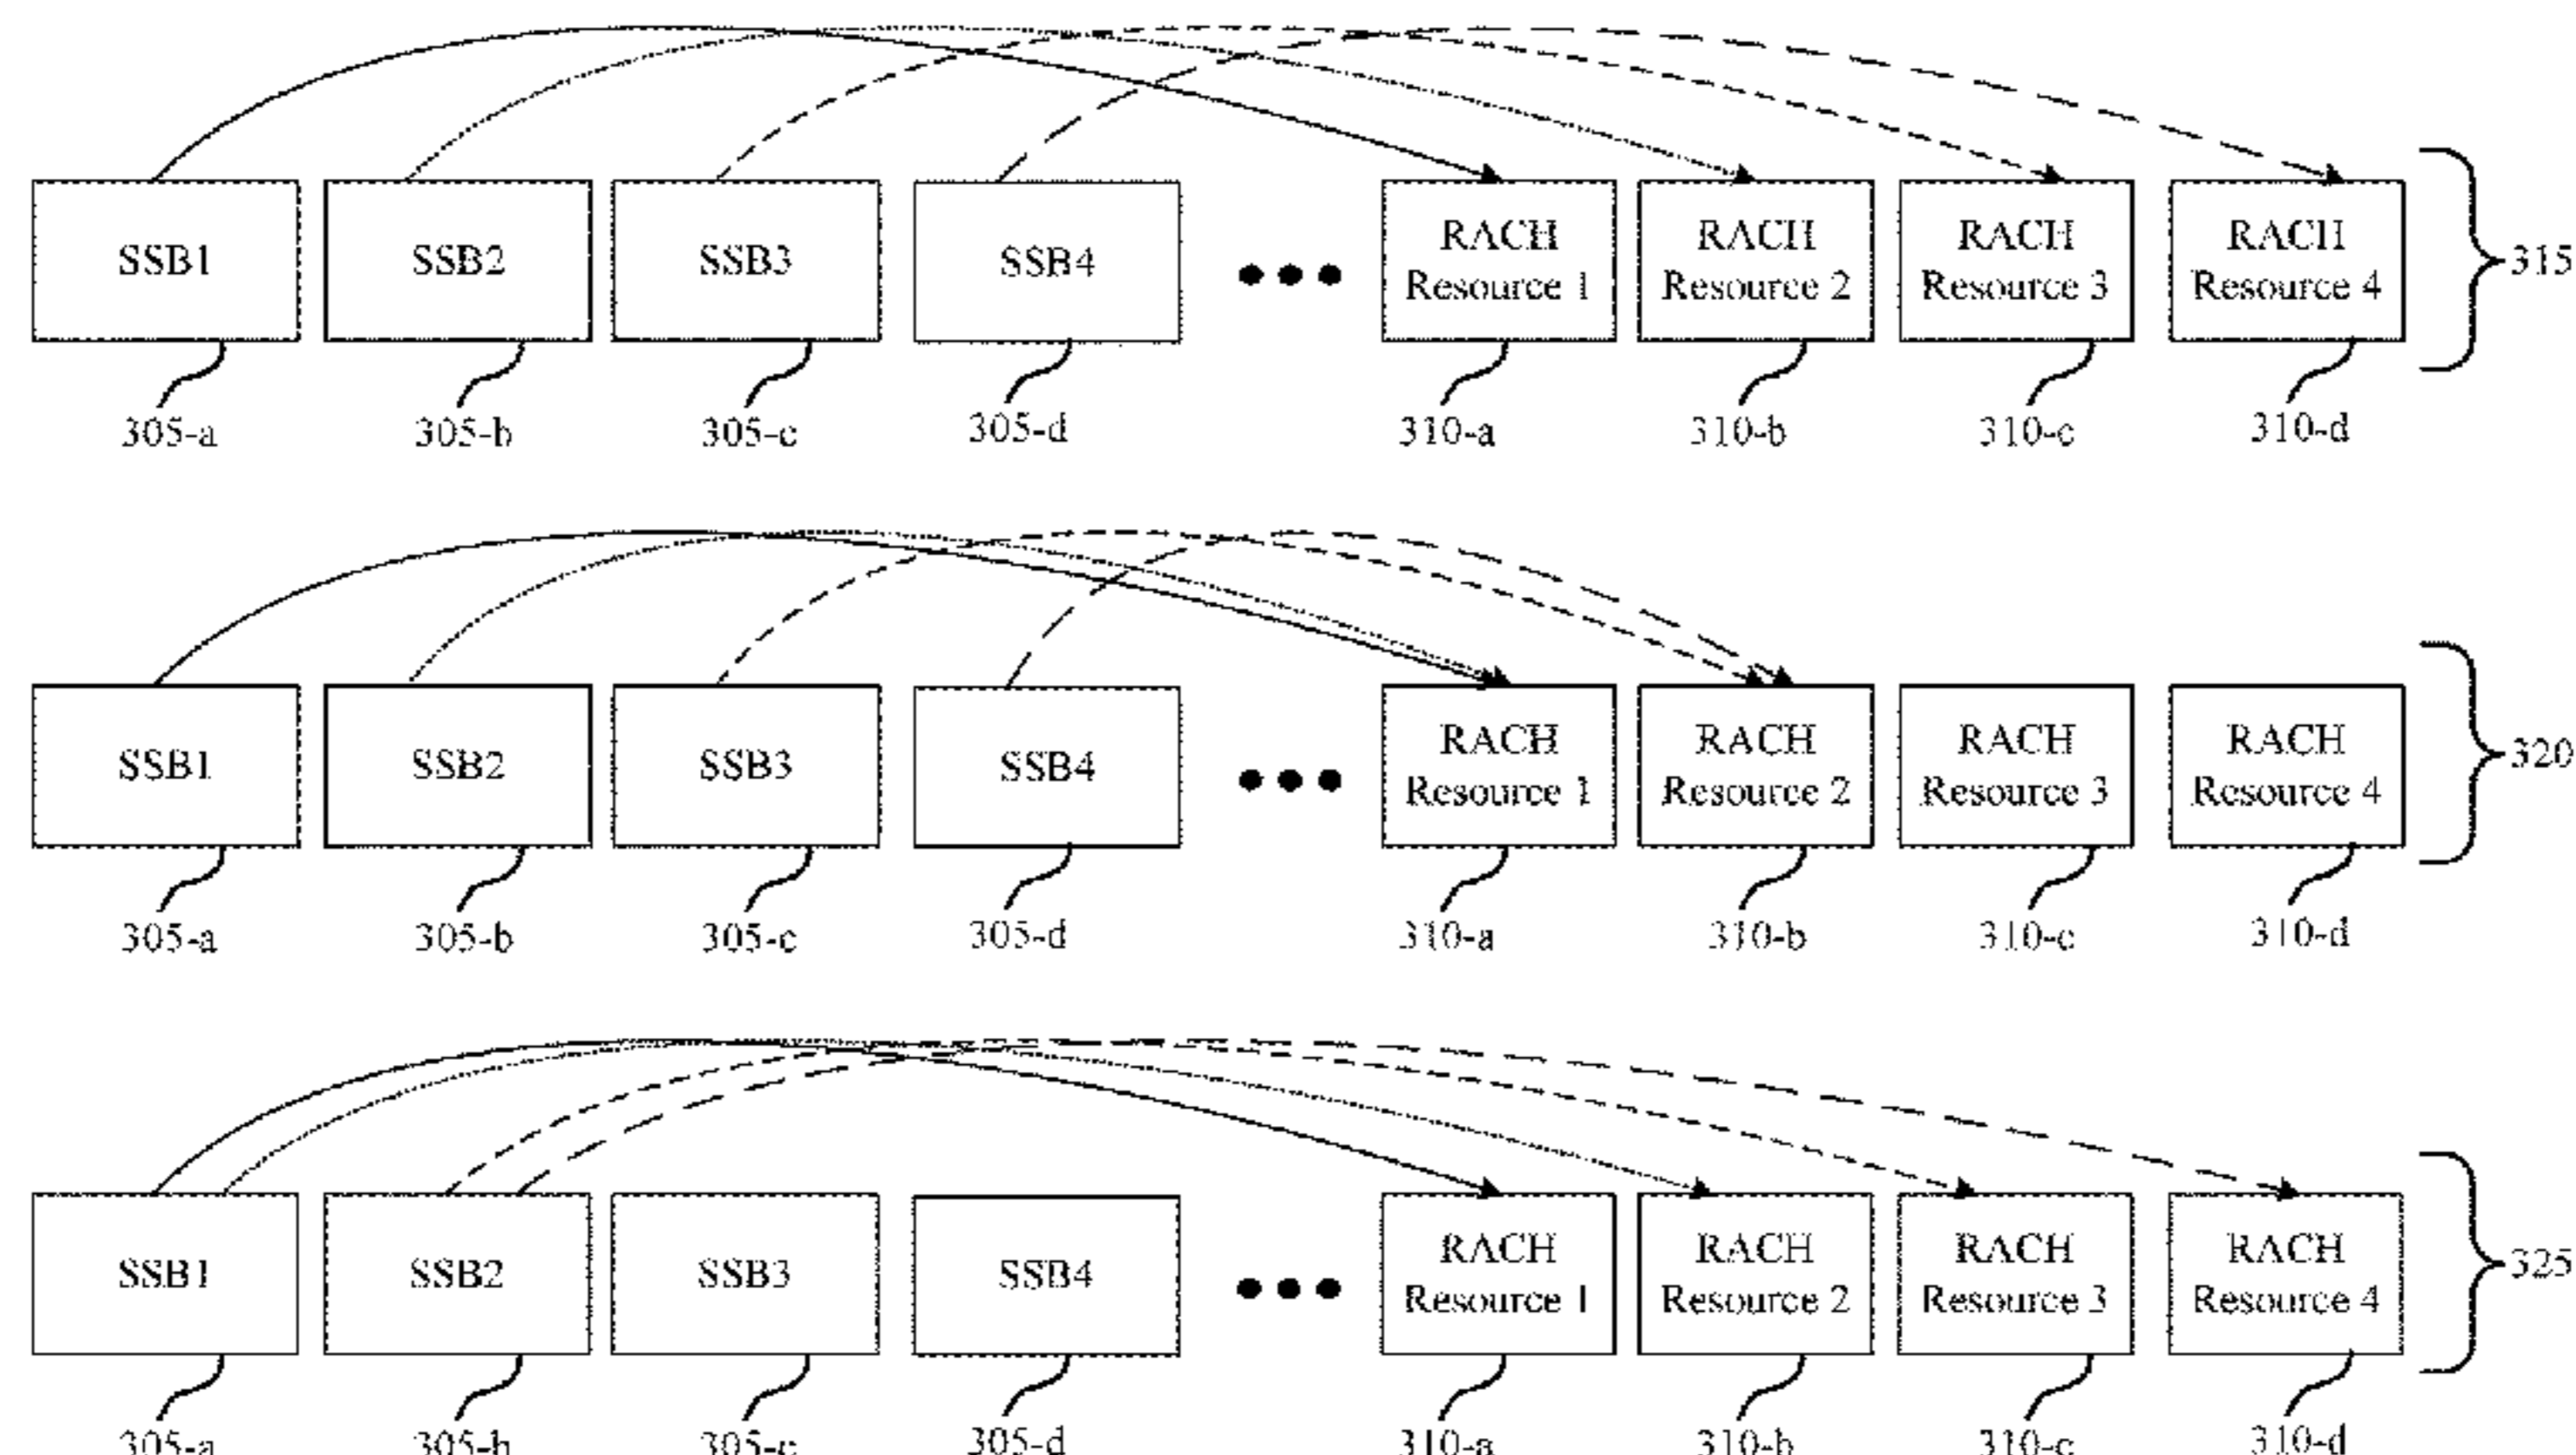 SSB1 SSB2 SSB3 SSB4 RACH RACH RACH RACH
Resource 1 Resource 2 Resource 3 Resource 4
315
305-a 305-b 305-c 305-d 310-a 310-b 310-c 310-d
SSB1 SSB2 SSB3 SSB4 RACH RACH RACH RACH
Resource 1 Resource 2 Resource 3 Resource 4
320
305-a 305-b 305-c 305-d 310-a 310-b 310-c 310-d
SSB1 SSB2 SSB3 SSB4 RACH RACH RACH RACH
Resource 1 Resource 2 Resource 3 Resource 4
325
305-a 305-b 305-c 305-d 310-a 310-b 310-c 310-d